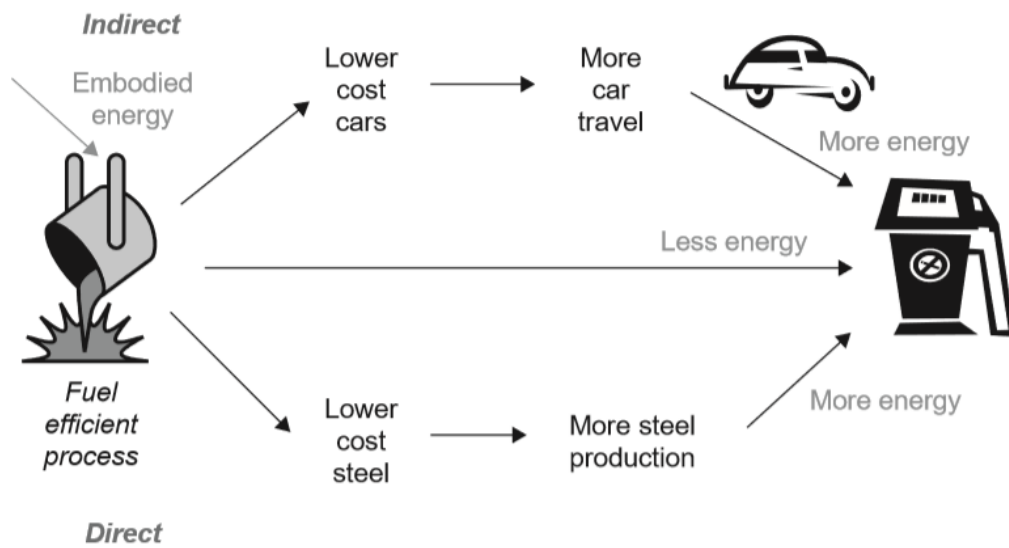 Indirect
Embodied
energy
Lower
cost
cars
More
car
travel
More energy
Less energy
Fuel
efficient
process
Lower
cost
steel
More steel
production
More energy
Direct